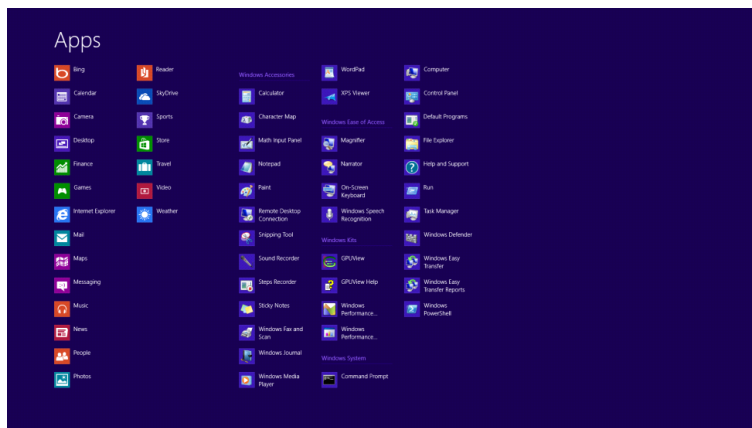 Apps
Bing
Calendar
Camera
Desktop
Finance
Games
Internet Explorer
Mail
Maps
Messaging
Music
News
People
Photos
Reader
SkyDrive
Sports
Store
Travel
Video
Weather
Windows Accessories
Calculator
Character Map
Math Input Panel
Notepad
Paint
Remote Desktop
Connection
Snipping Tool
Sound Recorder
Steps Recorder
Sticky Notes
Windows Fax and
Scan
Windows Journal
Windows Media
Player
WordPad
XPS Viewer
Windows Ease of Access
Magnifier
Narrator
On-Screen
Keyboard
Windows Speech
Recognition
Windows Kits
GPUView
GPUView Help
Windows
Performance...
Windows
Performance...
Windows System
Command Prompt
Computer
Control Panel
Default Programs
File Explorer
Help and Support
Run
Task Manager
Windows Defender
Windows Easy
Transfer
Windows Easy
Transfer Reports
Windows
PowerShell